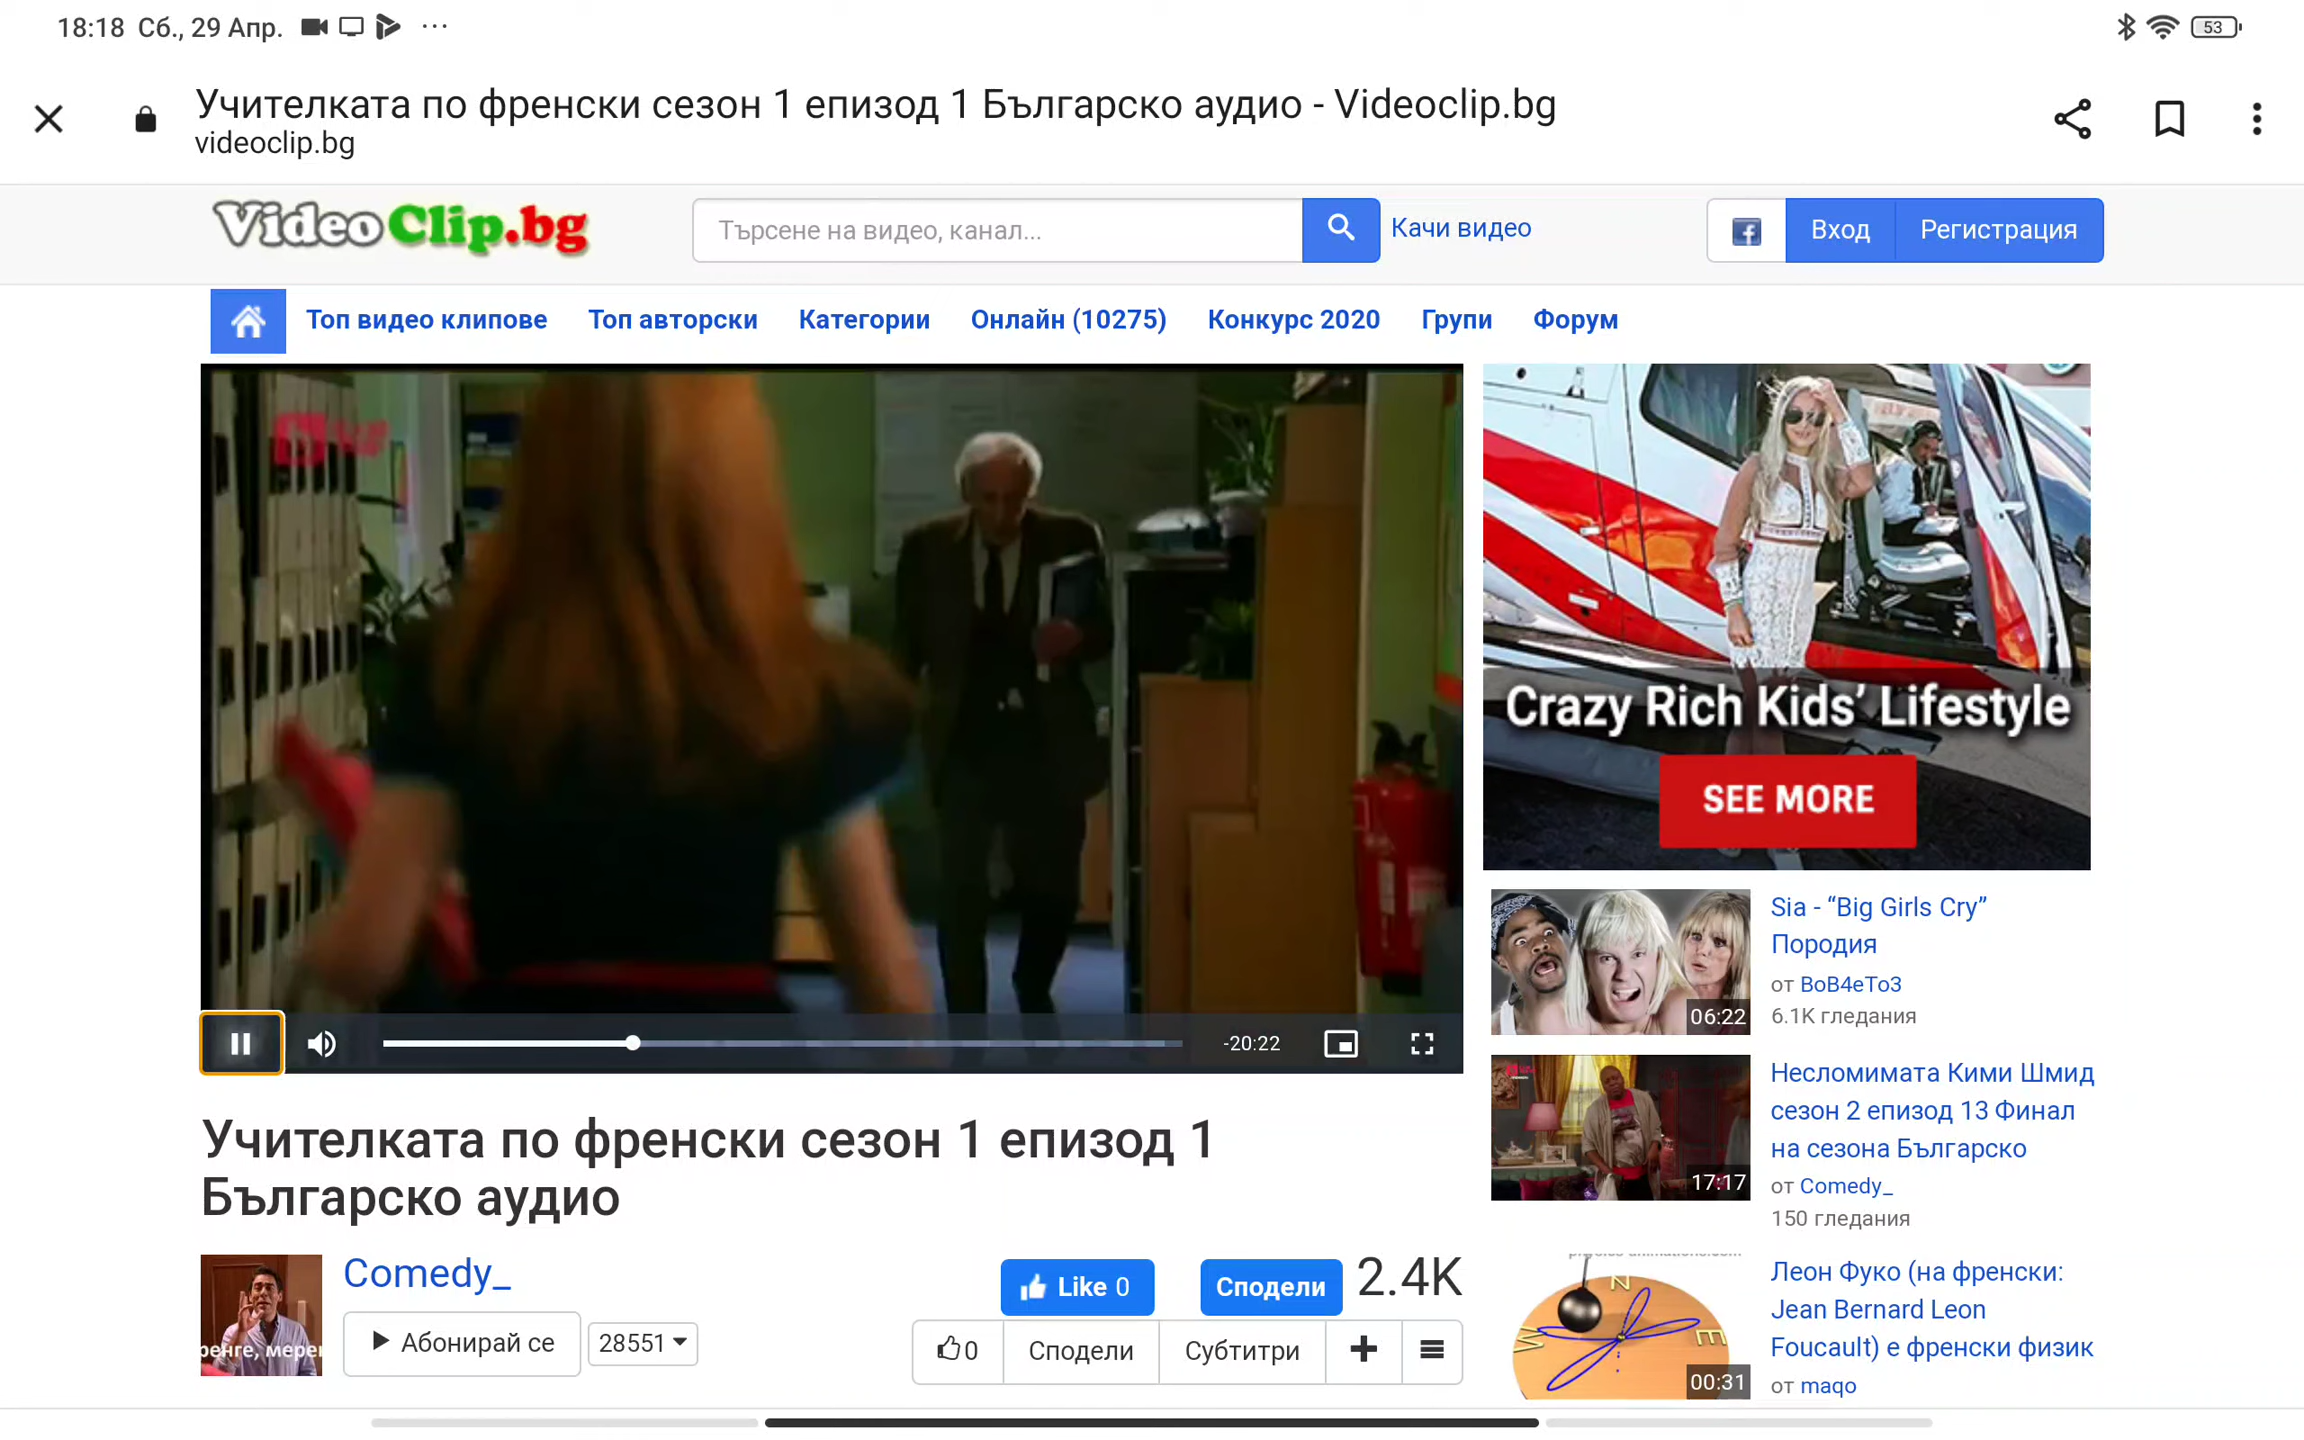 18:18 Сб., 29 Апр. ...
53
Учителката по френски сезон 1 епизод 1 Българско аудио - Videoclip.bg
videoclip.bg
VideoClip.bg
Търсене на видео, канал...
Качи видео
Вход
Регистрация
Топ видео клипове
Топ авторски
Категории
Онлайн (10275)
Конкурс 2020
Групи
Форум
Crazy Rich Kids’ Lifestyle
SEE MORE
-20:22
Учителката по френски сезон 1 епизод 1
Българско аудио
Comedy_
Абонирай се
28551
Like 0
Сподели
2.4K
0
Сподели
Субтитри
06:22
Sia - “Big Girls Cry”
Породия
от BoB4eTo3
6.1K гледания
17:17
Несломимата Кими Шмид
сезон 2 епизод 13 Финал
на сезона Българско
от Comedy_
150 гледания
N
W
E
00:31
Леон Фуко (на френски:
Jean Bernard Leon
Foucault) е френски физик
от maqo